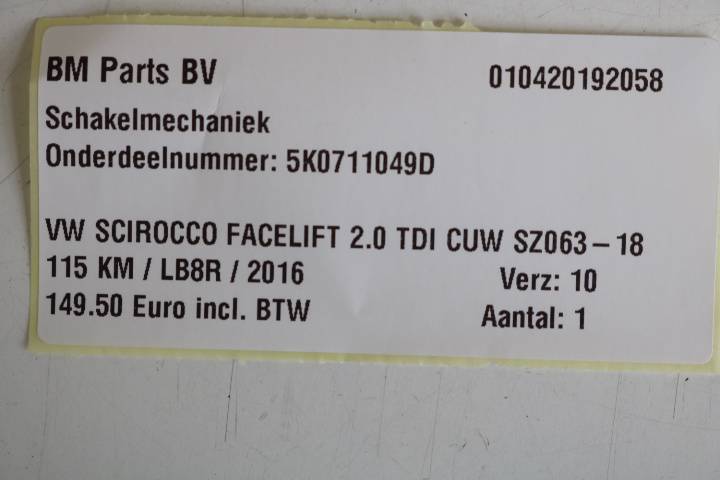 BM Parts BV 010420192058
Schakelmechaniek
Onderdeelnummer: 5K0711049D
VW SCIROCCO FACELIFT 2.0 TDI CUW SZ063-18
115 KM / LB8R / 2016 Verz: 10
149.50 Euro incl. BTW Aantal: 1